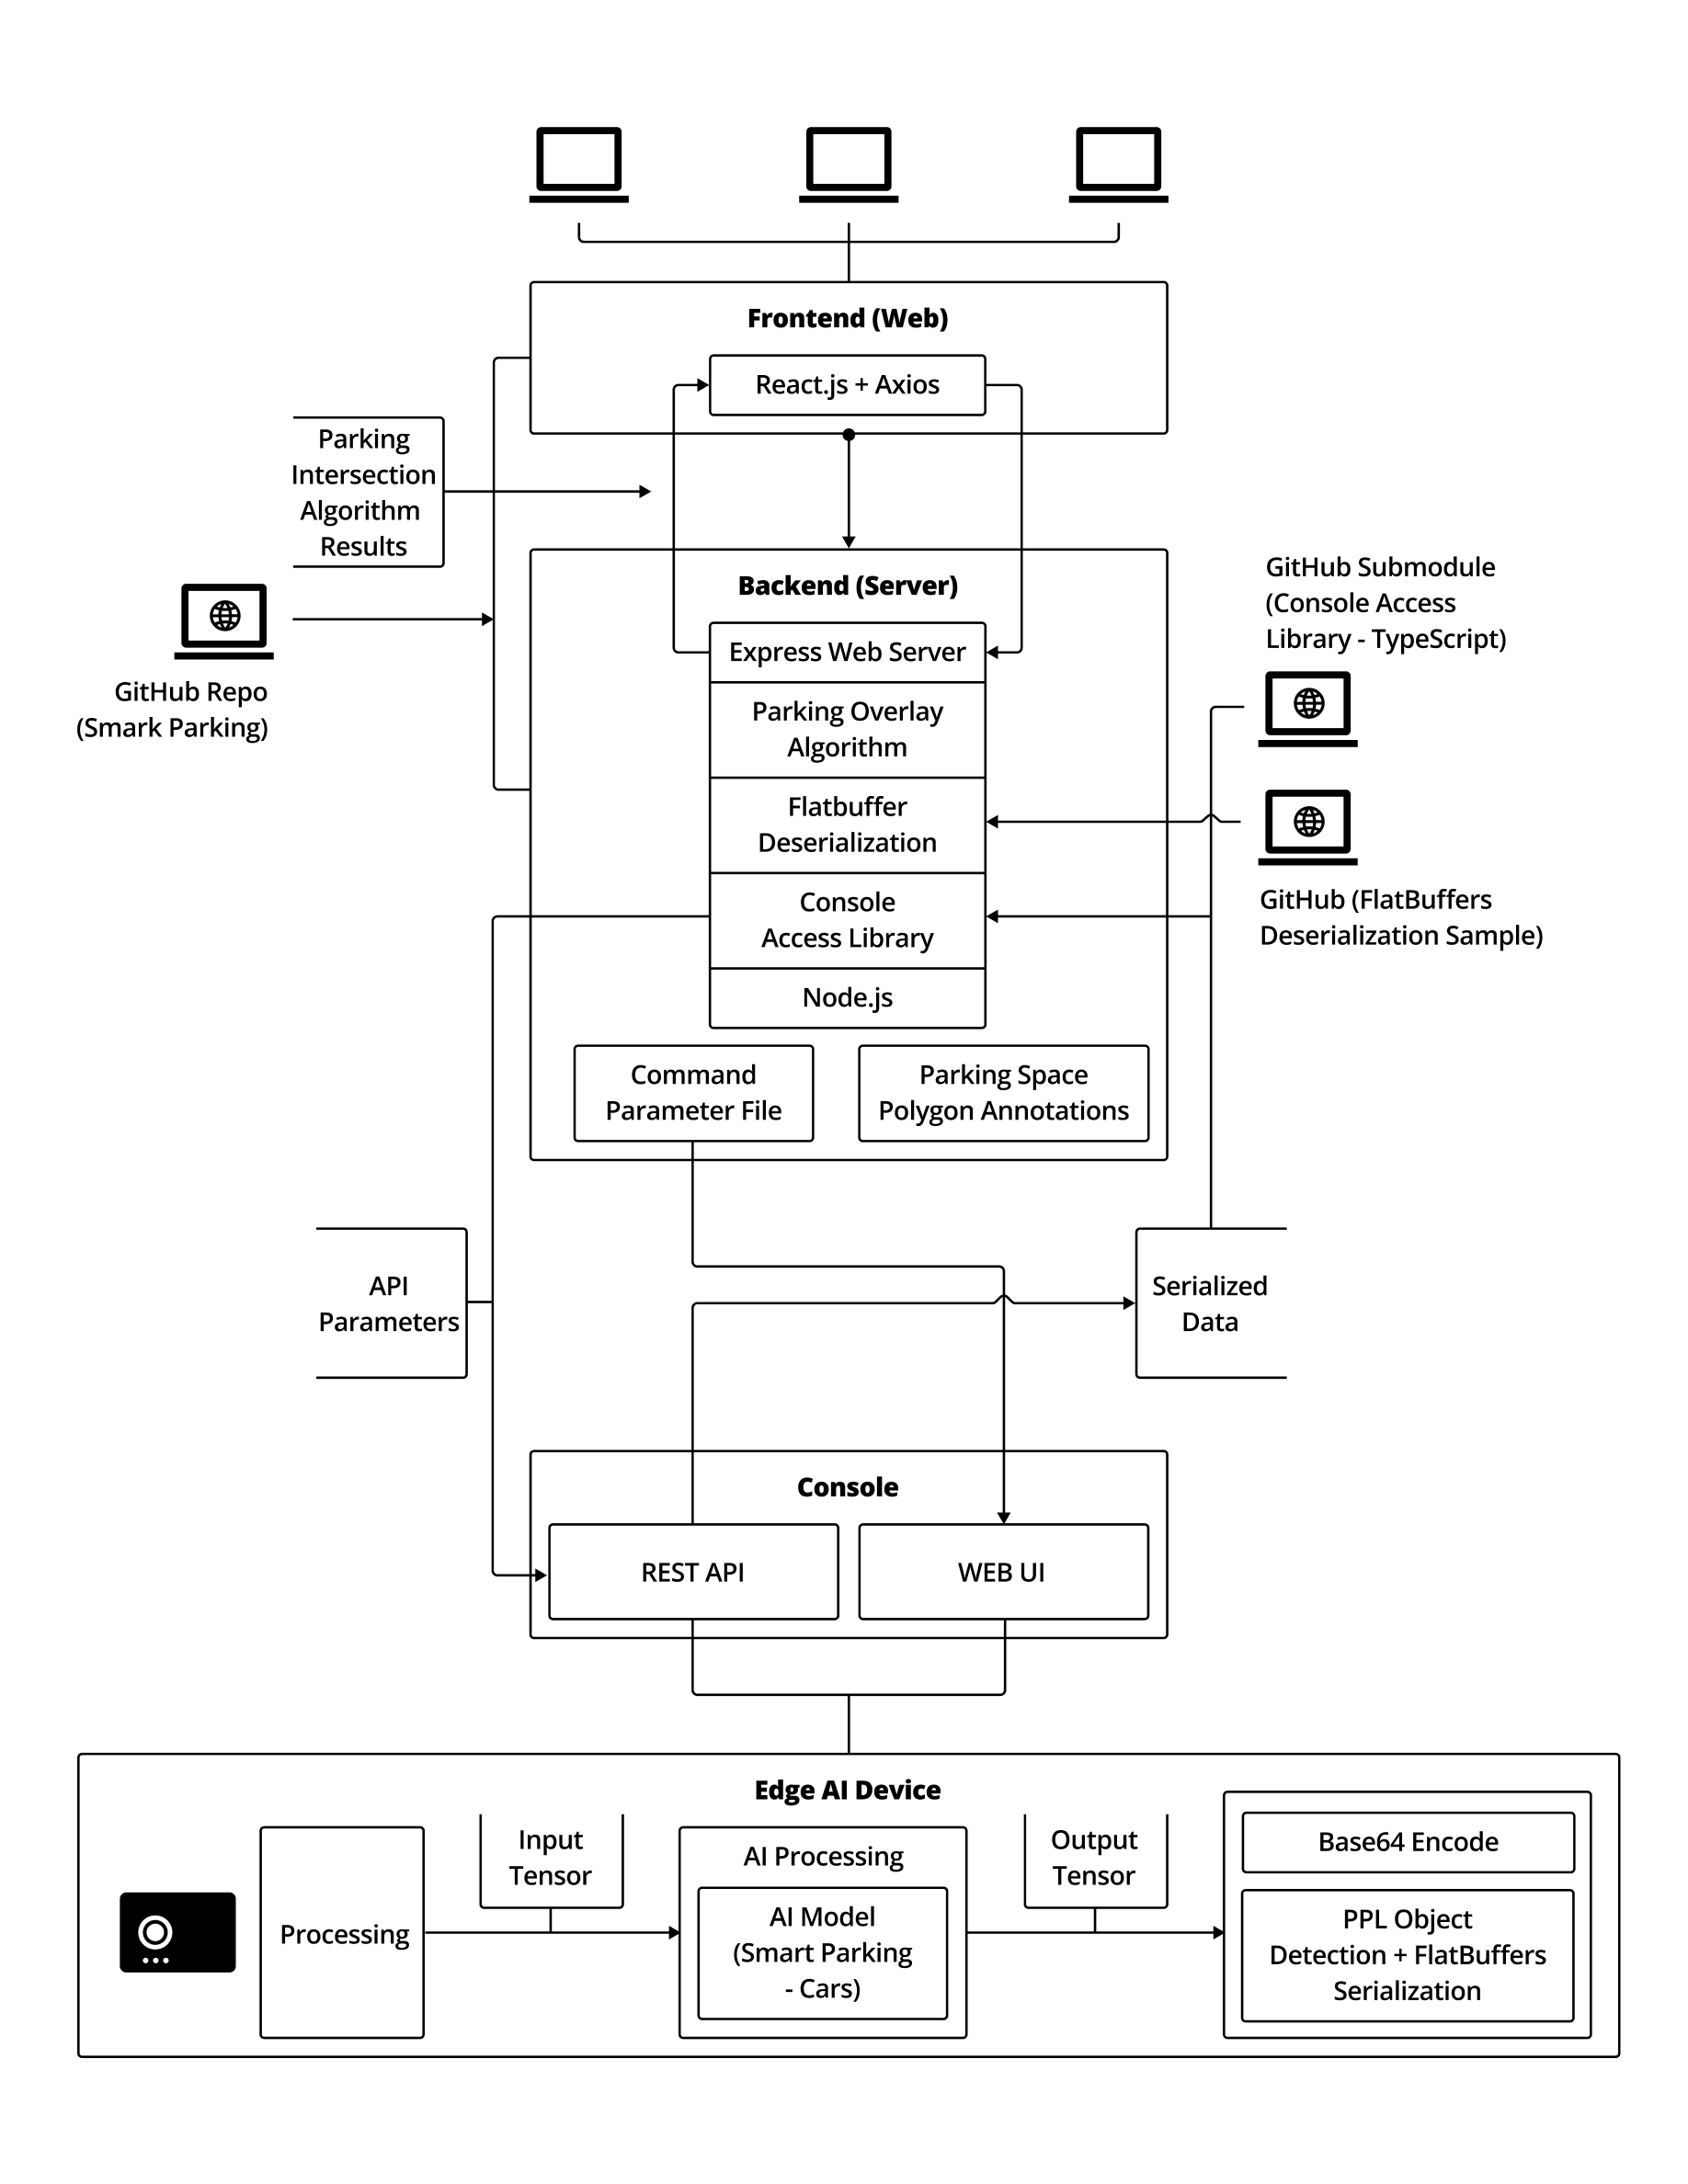 Frontend (Web)
React.js + Axios
Parking
Intersection
Algorithm
Results
GitHub Repo
(Smark Parking)
Backend (Server)
Express Web Server
Parking Overlay
Algorithm
Flatbuffer
Deserialization
Console
Access Library
Node.js
Command
Parameter File
Parking Space
Polygon Annotations
GitHub Submodule
(Console Access
Library - TypeScript)
GitHub (FlatBuffers
Deserialization Sample)
API
Parameters
Serialized
Data
Console
REST API
WEB UI
Edge AI Device
Processing
Input
Tensor
AI Processing
AI Model
(Smart Parking
- Cars)
Output
Tensor
Base64 Encode
PPL Object
Detection + FlatBuffers
Serialization